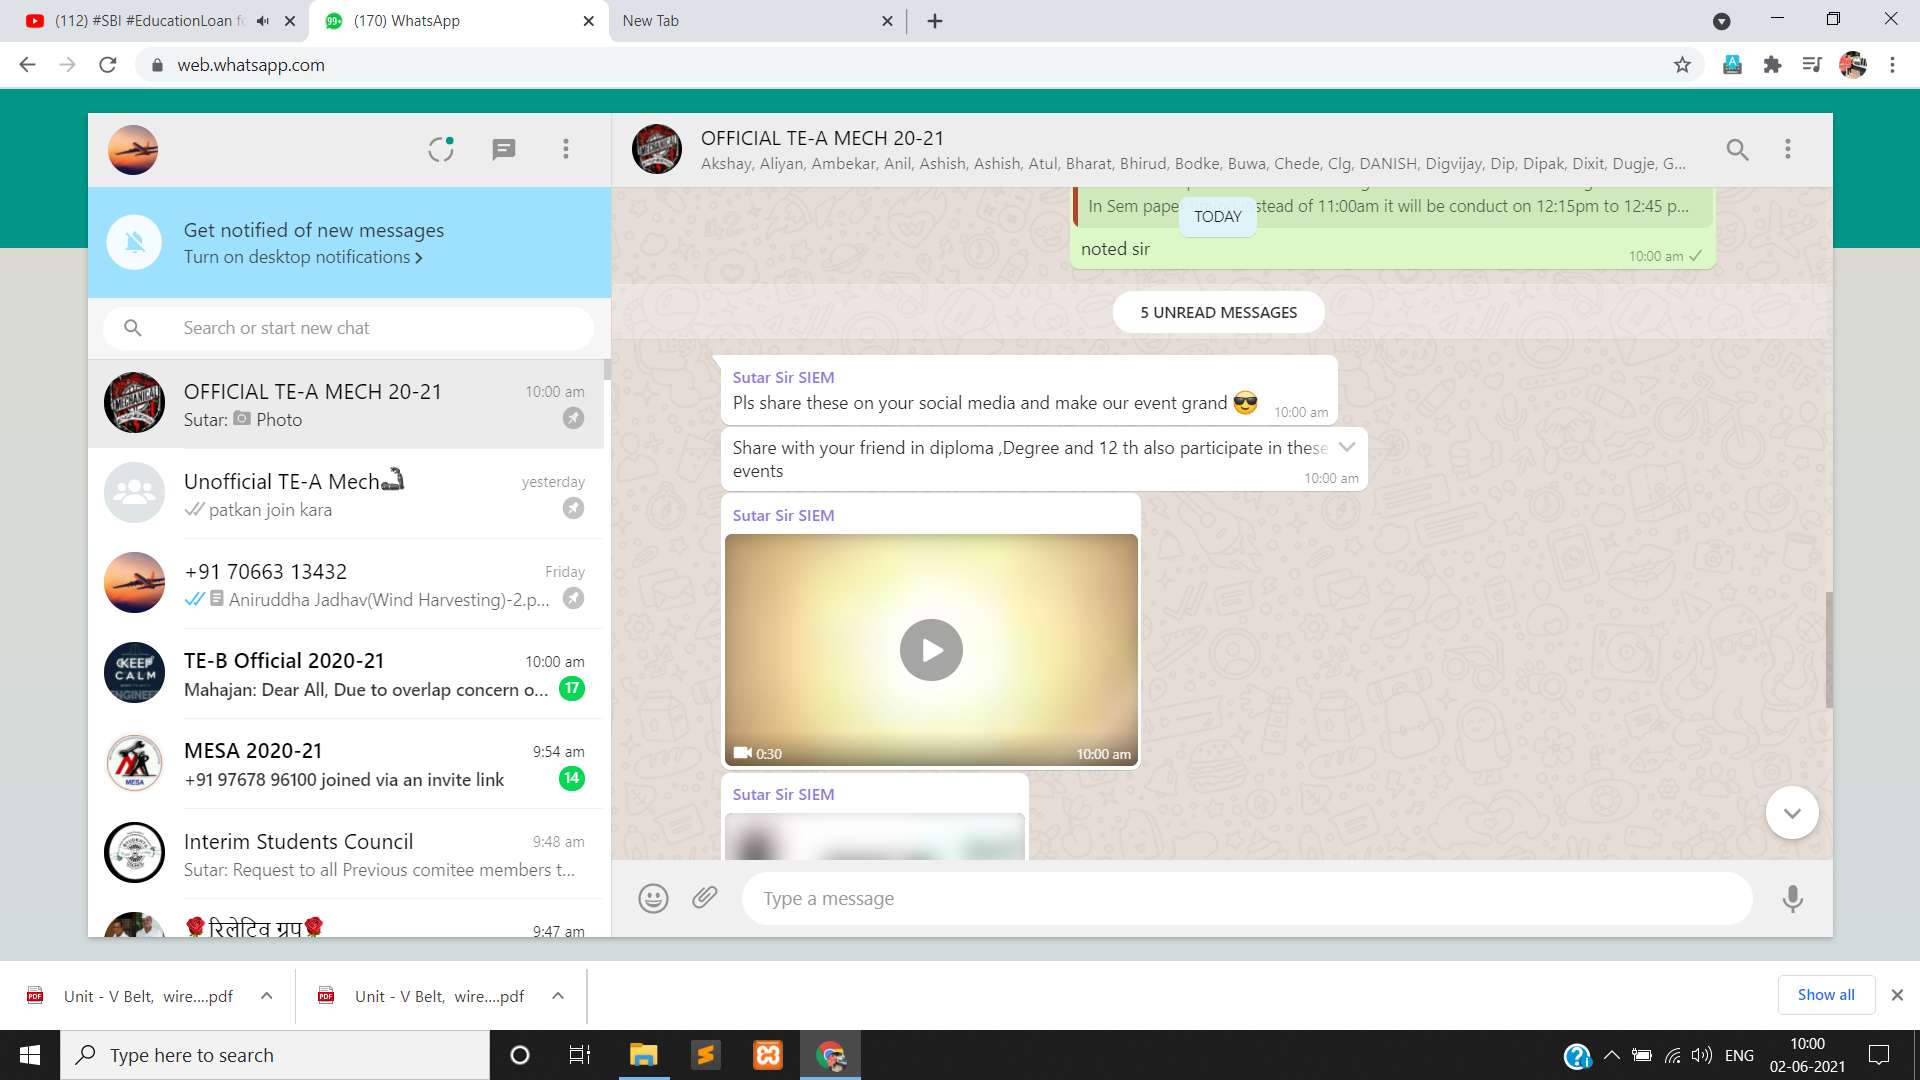 (112) #SBI #EducationLoan fo
(170) WhatsApp
New Tab
web.whatsapp.com
OFFICIAL TE-A MECH 20-21
Akshay, Aliyan, Ambekar, Anil, Ashish, Ashish, Atul, Bharat, Bhirud, Bodke, Buwa, Chede, Clg, DANISH, Digvijay, Dip, Dipak, Dixit, Dugje, G...
Get notified of new messages
Turn on desktop notifications
Search or start new chat
OFFICIAL TE-A MECH 20-21
10:00 am
Sutar: Photo
Unofficial TE-A Mech
yesterday
patkan join kara
+91 70663 13432
Friday
Aniruddha Jadhav(Wind Harvesting)-2.p...
KEEP
CALM
ENGINEER
TE-B Official 2020-21
10:00 am
Mahajan: Dear All, Due to overlap concern o...
17
MESA
MESA 2020-21
9:54 am
+91 97678 96100 joined via an invite link
14
Interim Students Council
9:48 am
Sutar: Request to all Previous comitee members t...
🌹रिलेटिव ग्रुप🌹
9:47 am
In Sem pape stead of 11:00am it will be conduct on 12:15pm to 12:45 p...
TODAY
noted sir
10:00 am
5 UNREAD MESSAGES
Sutar Sir SIEM
Pls share these on your social media and make our event grand 😎
10:00 am
Share with your friend in diploma ,Degree and 12 th also participate in these
events
10:00 am
Sutar Sir SIEM
0:30
10:00 am
Sutar Sir SIEM
Type a message
Unit - V Belt, wire....pdf
Unit - V Belt, wire....pdf
Show all
Type here to search
ENG
10:00
02-06-2021